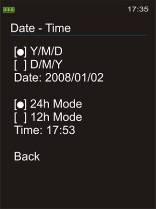 17:35
Date - Time
[●] Y/M/D
[ ] D/M/Y
Date: 2008/01/02
[●] 24h Mode
[ ] 12h Mode
Time: 17:53
Back